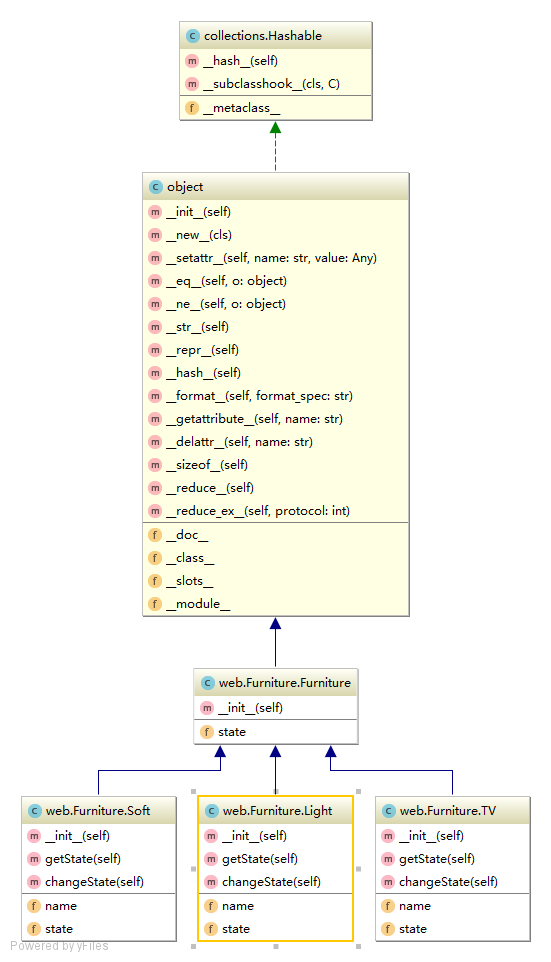 collections.Hashable
__hash__(self)
__subclasshook__(cls, C)
__metaclass__
object
__init__(self)
__new__(cls)
__setattr__(self, name: str, value: Any)
__eq__(self, o: object)
__ne__(self, o: object)
__str__(self)
__repr__(self)
__hash__(self)
__format__(self, format_spec: str)
__getattribute__(self, name: str)
__delattr__(self, name: str)
__sizeof__(self)
__reduce__(self)
__reduce_ex__(self, protocol: int)
__doc__
__class__
__slots__
__module__
web.Furniture.Furniture
__init__(self)
state
web.Furniture.Soft
__init__(self)
getState(self)
changeState(self)
name
state
web.Furniture.Light
__init__(self)
getState(self)
changeState(self)
name
state
web.Furniture.TV
__init__(self)
getState(self)
changeState(self)
name
state
Powered by yFiles